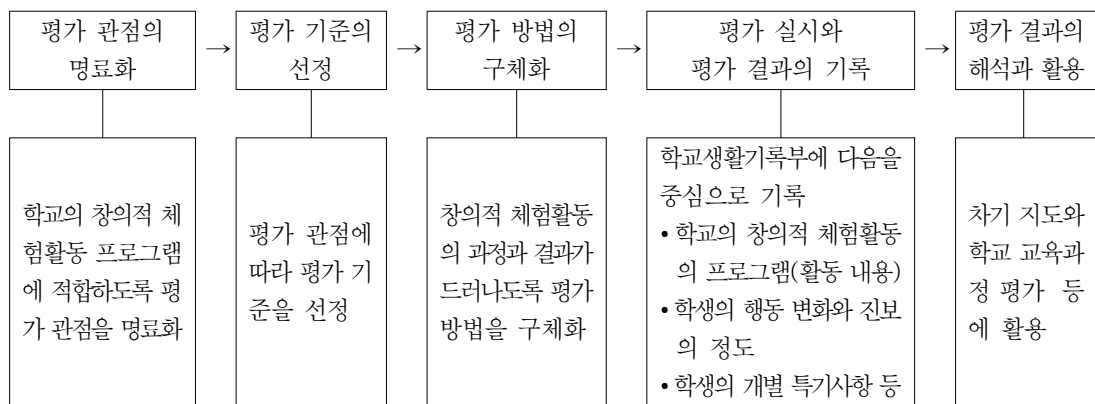 평가 관점의
명료화
→
평가 기준의
선정
→
평가 방법의
구체화
→
평가 실시와
평가 결과의 기록
→
평가 결과의
해석과 활용
학교의 창의적 체
험활동 프로그램
에 적합하도록 평
가 관점을 명료화
평가 관점에
따라 평가 기
준을 선정
창의적 체험활동
의 과정과 결과가
드러나도록 평가
방법을 구체화
학교생활기록부에 다음을
중심으로 기록
• 학교의 창의적 체험활동
의 프로그램(활동 내용)
• 학생의 행동 변화와 진보
의 정도
• 학생의 개별 특기사항 등
차기 지도와
학교 교육과
정 평가 등
에 활용